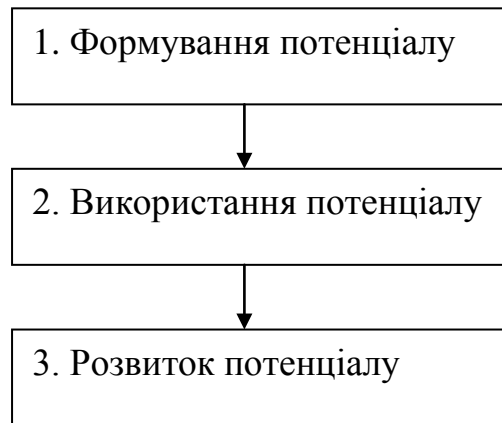 1. Формування потенціалу
2. Використання потенціалу
3. Розвиток потенціалу